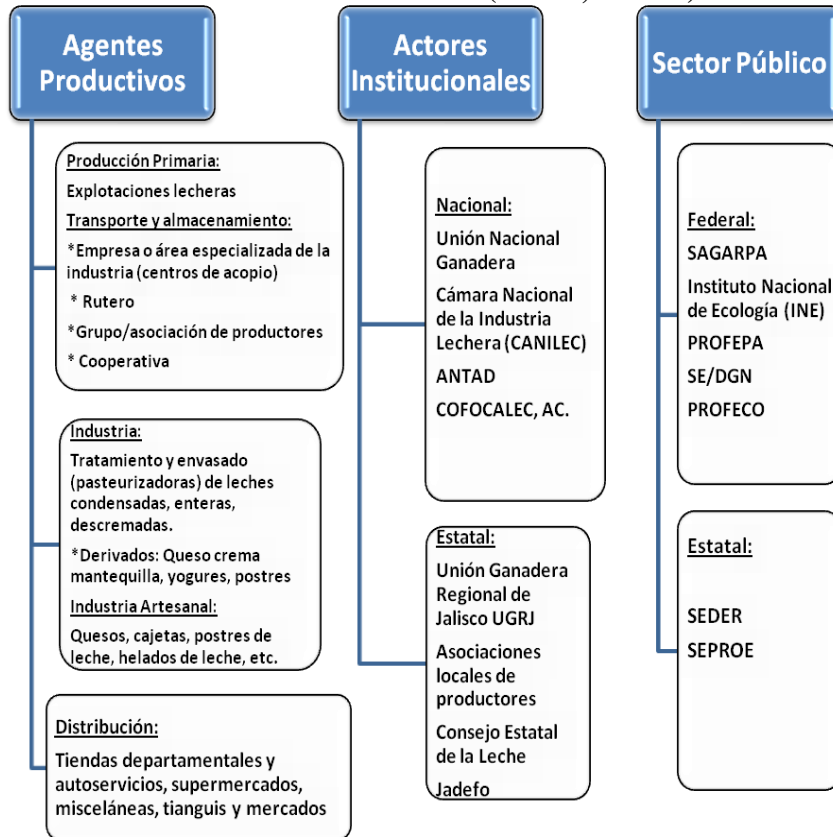 Agentes
Productivos
Producción Primaria:
Explotaciones lecheras
Transporte y almacenamiento:
*Empresa o área especializada de la
industria (centros de acopio)
* Rutero
*Grupo/asociación de productores
* Cooperativa
Industria:
Tratamiento y envasado
(pasteurizadoras) de leches
condensadas, enteras,
descremadas.
*Derivados: Queso crema
mantequilla, yogures, postres
Industria Artesanal:
Quesos, cajetas, postres de
leche, helados de leche, etc.
Distribución:
Tiendas departamentales y
autoservicios, supermercados,
misceláneas, tianguis y mercados
Actores
Institucionales
Nacional:
Unión Nacional
Ganadera
Cámara Nacional
de la Industria
Lechera (CANILEC)
ANTAD
COFOCALEC, AC.
Estatal:
Unión Ganadera
Regional de
Jalisco UGRJ
Asociaciones
locales de
productores
Consejo Estatal
de la Leche
Jadefo
Sector Público
Federal:
SAGARPA
Instituto Nacional
de Ecología (INE)
PROFEPA
SE/DGN
PROFECO
Estatal:
SEDER
SEPROE